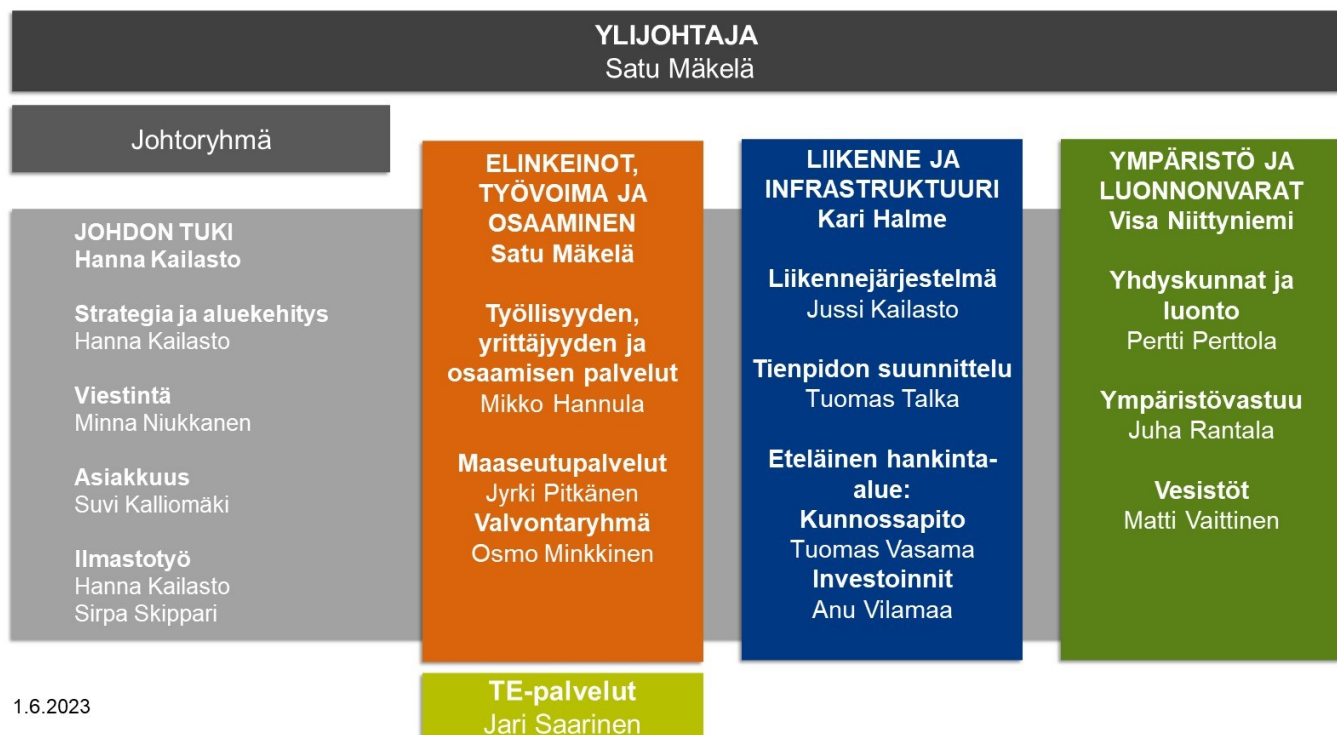 YLIJOHTAJA
Satu Mäkelä
Johtoryhmä
JOHDON TUKI
Hanna Kailasto
Strategia ja aluekehitys
Hanna Kailasto
Viestintä
Minna Niukkanen
Asiakkuus
Suvi Kalliomäki
Ilmastotyö
Hanna Kailasto
Sirpa Skippari
ELINKEINOT,
TYÖVOIMA JA
OSAAMINEN
Satu Mäkelä
Työllisyyden,
yrittäjyyden ja
osaamisen palvelut
Mikko Hannula
Maaseutupalvelut
Jyrki Pitkänen
Valvontaryhmä
Osmo Minkkinen
TE-palvelut
Jari Saarinen
LIIKENNE JA
INFRASTRUKTUURI
Kari Halme
Liikennejärjestelmä
Jussi Kailasto
Tienpidon suunnittelu
Tuomas Talka
Eteläinen hankinta-
alue:
Kunnossapito
Tuomas Vasama
Investoinnit
Anu Vilamaa
YMPÄRISTÖ JA
LUONNONVARAT
Visa Niittyniemi
Yhdyskunnat ja
luonto
Pertti Perttola
Ympäristövastuu
Juha Rantala
Vesistöt
Matti Vaittinen
1.6.2023